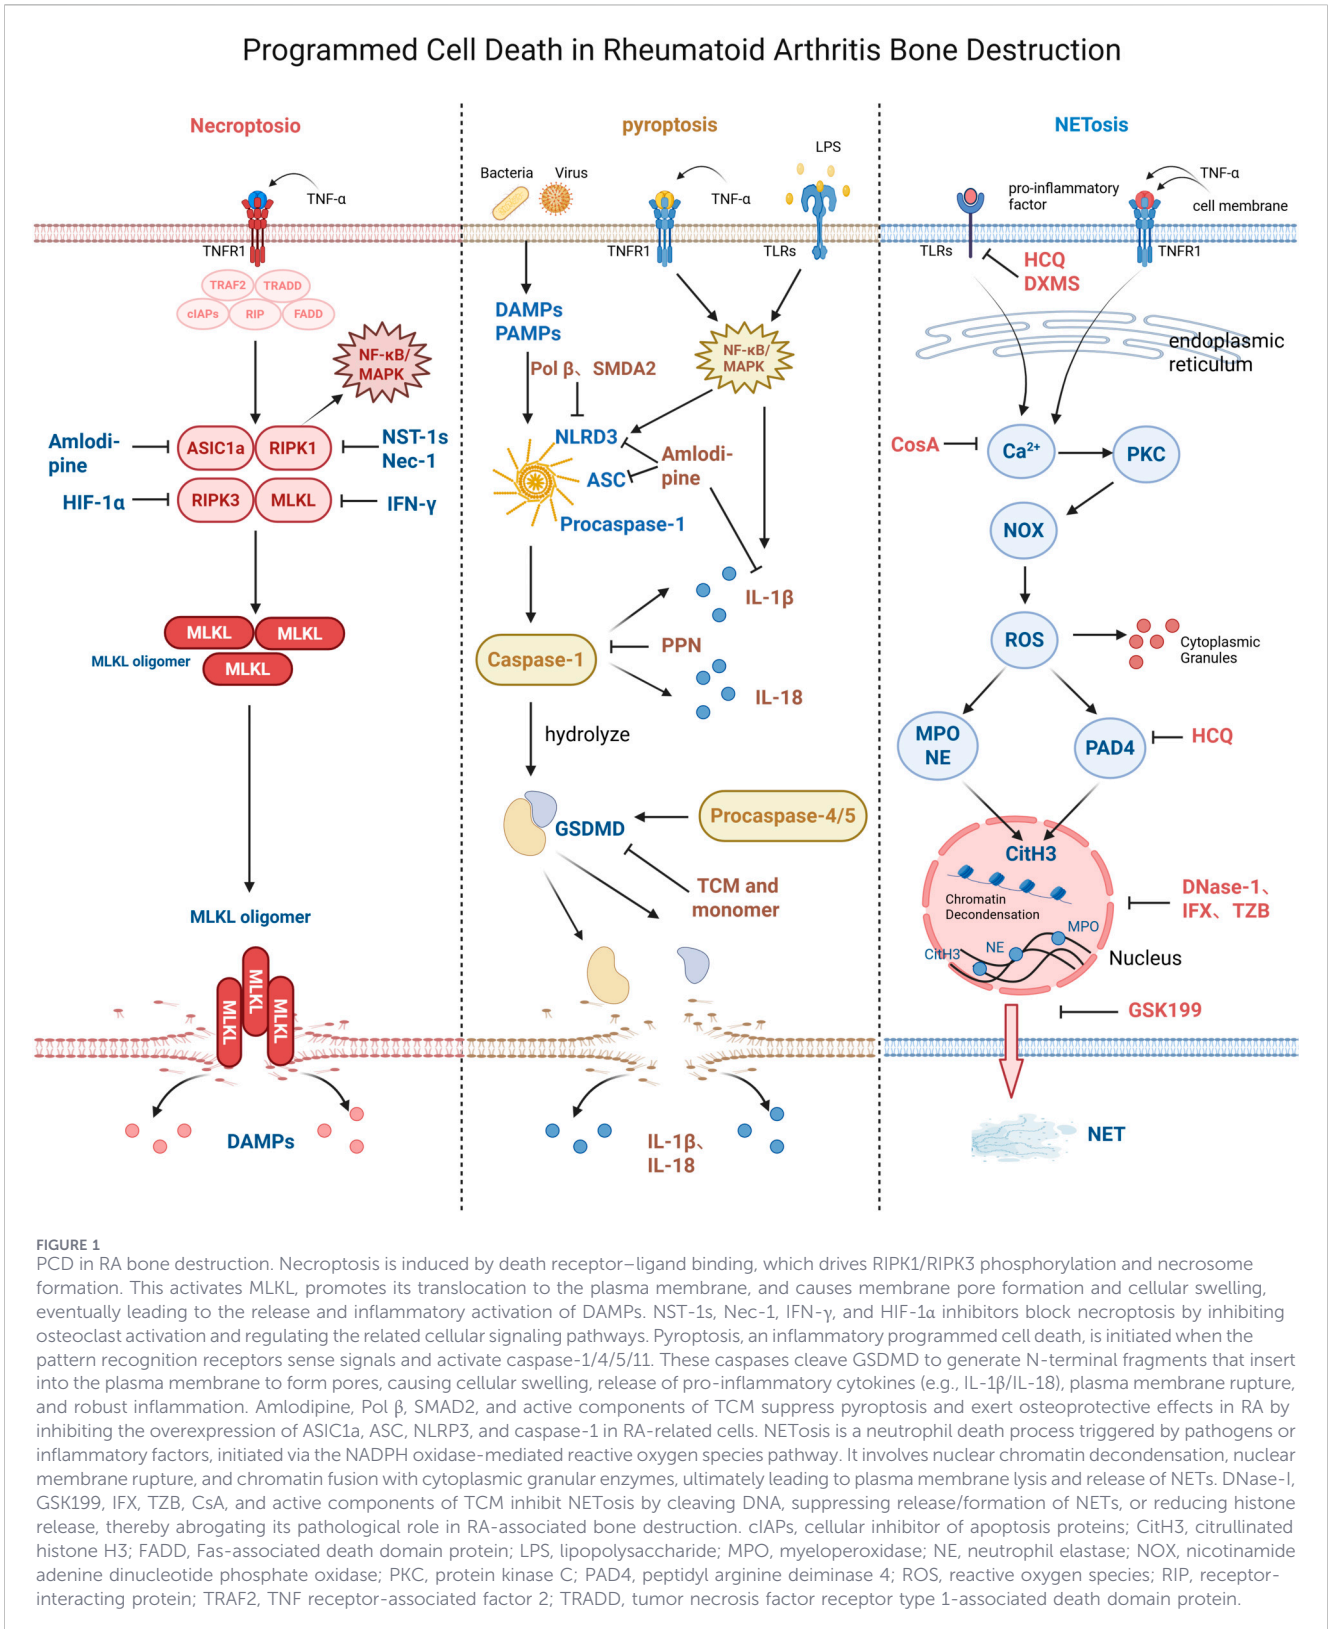 Programmed Cell Death in Rheumatoid Arthritis Bone Destruction
Necroptosio
TNF-α
TNFR1
TRAF2
TRADD
cIAPs
RIP
FADD
NF-κB/
MAPK
Amlodi-
pine
ASIC1a
RIPK1
NST-1s
Nec-1
HIF-1α
RIPK3
MLKL
IFN-γ
MLKL
MLKL
MLKL oligomer
MLKL
MLKL oligomer
MLKL
MLKL
MLKL
DAMPs
pyroptosis
Bacteria
Virus
TNF-α
LPS
TNFR1
TLRs
DAMPs
PAMPs
NF-κB/
MAPK
Pol β、SMDA2
NLRD3
ASC
Amlodi-
pine
Procaspase-1
IL-1β
Caspase-1
PPN
IL-18
hydrolyze
GSDMD
Procaspase-4/5
TCM and
monomer
IL-1β、
IL-18
NETosis
pro-inflammatory
factor
TNF-α
cell membrane
TLRs
TNFR1
HCQ
DXMS
endoplasmic
reticulum
CosA
Ca²⁺
PKC
NOX
ROS
Cytoplasmic
Granules
MPO
NE
PAD4
HCQ
CitH3
Chromatin
Decondensation
DNase-1、
IFX、TZB
MPO
NE
CitH3
Nucleus
GSK199
NET
FIGURE 1
PCD in RA bone destruction. Necroptosis is induced by death receptor–ligand binding, which drives RIPK1/RIPK3 phosphorylation and necrosome
formation. This activates MLKL, promotes its translocation to the plasma membrane, and causes membrane pore formation and cellular swelling,
eventually leading to the release and inflammatory activation of DAMPs. NST-1s, Nec-1, IFN-γ, and HIF-1α inhibitors block necroptosis by inhibiting
osteoclast activation and regulating the related cellular signaling pathways. Pyroptosis, an inflammatory programmed cell death, is initiated when the
pattern recognition receptors sense signals and activate caspase-1/4/5/11. These caspases cleave GSDMD to generate N-terminal fragments that insert
into the plasma membrane to form pores, causing cellular swelling, release of pro-inflammatory cytokines (e.g., IL-1β/IL-18), plasma membrane rupture,
and robust inflammation. Amlodipine, Pol β, SMAD2, and active components of TCM suppress pyroptosis and exert osteoprotective effects in RA by
inhibiting the overexpression of ASIC1a, ASC, NLRP3, and caspase-1 in RA-related cells. NETosis is a neutrophil death process triggered by pathogens or
inflammatory factors, initiated via the NADPH oxidase-mediated reactive oxygen species pathway. It involves nuclear chromatin decondensation, nuclear
membrane rupture, and chromatin fusion with cytoplasmic granular enzymes, ultimately leading to plasma membrane lysis and release of NETs. DNase-I,
GSK199, IFX, TZB, CsA, and active components of TCM inhibit NETosis by cleaving DNA, suppressing release/formation of NETs, or reducing histone
release, thereby abrogating its pathological role in RA-associated bone destruction. cIAPs, cellular inhibitor of apoptosis proteins; CitH3, citrullinated
histone H3; FADD, Fas-associated death domain protein; LPS, lipopolysaccharide; MPO, myeloperoxidase; NE, neutrophil elastase; NOX, nicotinamide
adenine dinucleotide phosphate oxidase; PKC, protein kinase C; PAD4, peptidyl arginine deiminase 4; ROS, reactive oxygen species; RIP, receptor-
interacting protein; TRAF2, TNF receptor-associated factor 2; TRADD, tumor necrosis factor receptor type 1-associated death domain protein.